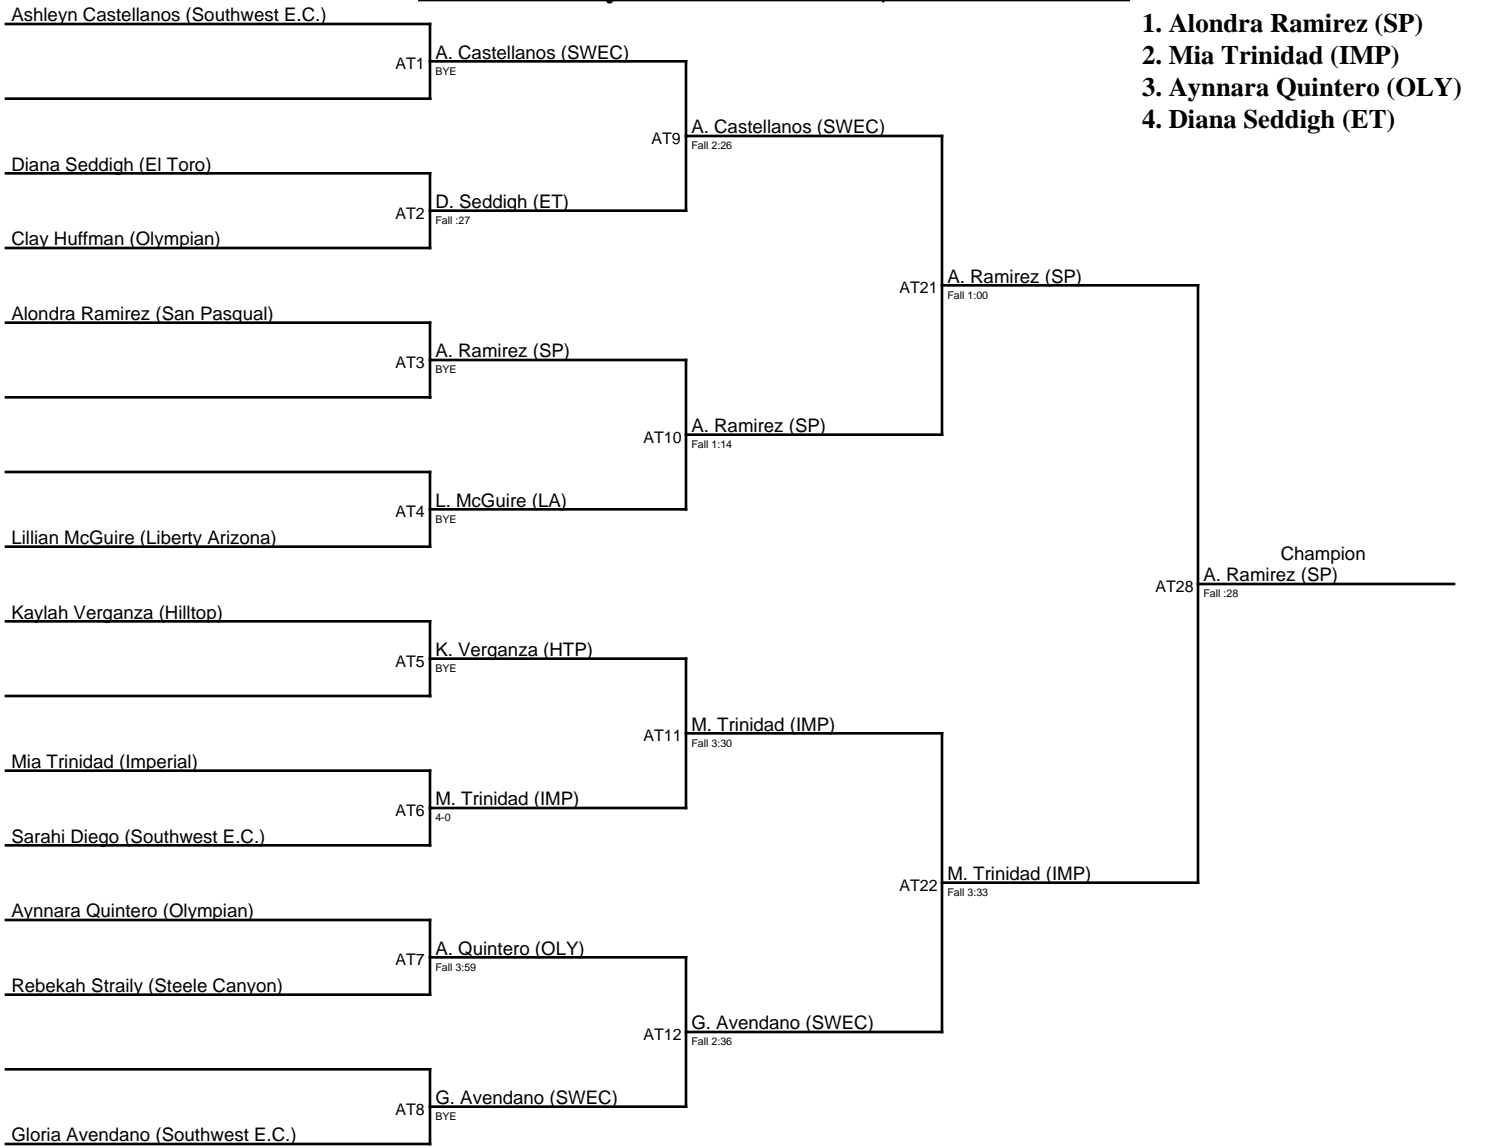 Ashleyn Castellanos (Southwest E.C.)
AT1
A. Castellanos (SWEC)
BYE
AT9
A. Castellanos (SWEC)
Fall 2:26
Diana Seddigh (El Toro)
AT2
D. Seddigh (ET)
Fall :27
Clay Huffman (Olympian)
AT21
A. Ramirez (SP)
Fall 1:00
Alondra Ramirez (San Pasqual)
AT3
A. Ramirez (SP)
BYE
AT10
A. Ramirez (SP)
Fall 1:14
AT4
L. McGuire (LA)
BYE
Lillian McGuire (Liberty Arizona)
Champion
AT28
A. Ramirez (SP)
Fall :28
Kaylah Verganza (Hilltop)
AT5
K. Verganza (HTP)
BYE
AT11
M. Trinidad (IMP)
Fall 3:30
Mia Trinidad (Imperial)
AT6
M. Trinidad (IMP)
4-0
Sarahi Diego (Southwest E.C.)
AT22
M. Trinidad (IMP)
Fall 3:33
Aynnara Quintero (Olympian)
AT7
A. Quintero (OLY)
Fall 3:59
Rebekah Straily (Steele Canyon)
AT12
G. Avendano (SWEC)
Fall 2:36
AT8
G. Avendano (SWEC)
BYE
Gloria Avendano (Southwest E.C.)
1. Alondra Ramirez (SP)
2. Mia Trinidad (IMP)
3. Aynnara Quintero (OLY)
4. Diana Seddigh (ET)